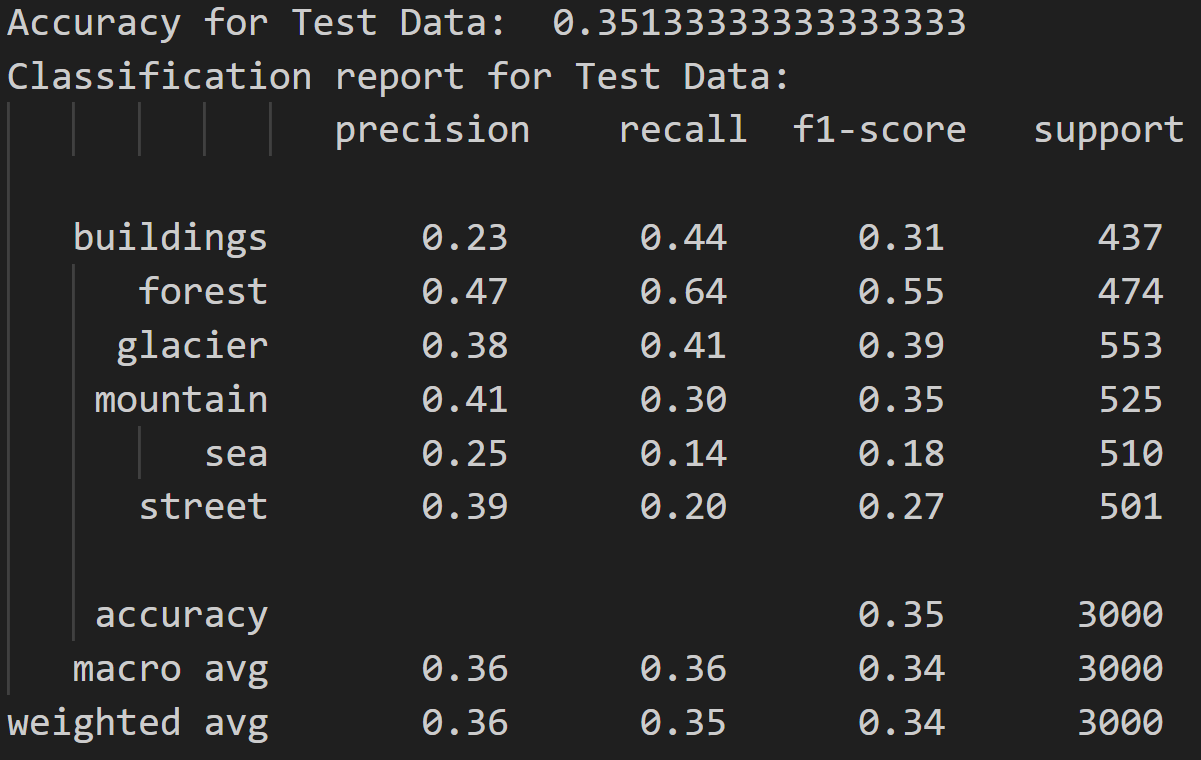 Accuracy for Test Data:  0.35133333333333333
Classification report for Test Data:
precision recall f1-score support
buildings 0.23 0.44 0.31 437
forest 0.47 0.64 0.55 474
glacier 0.38 0.41 0.39 553
mountain 0.41 0.30 0.35 525
sea 0.25 0.14 0.18 510
street 0.39 0.20 0.27 501
accuracy 0.35 3000
macro avg 0.36 0.36 0.34 3000
weighted avg 0.36 0.35 0.34 3000